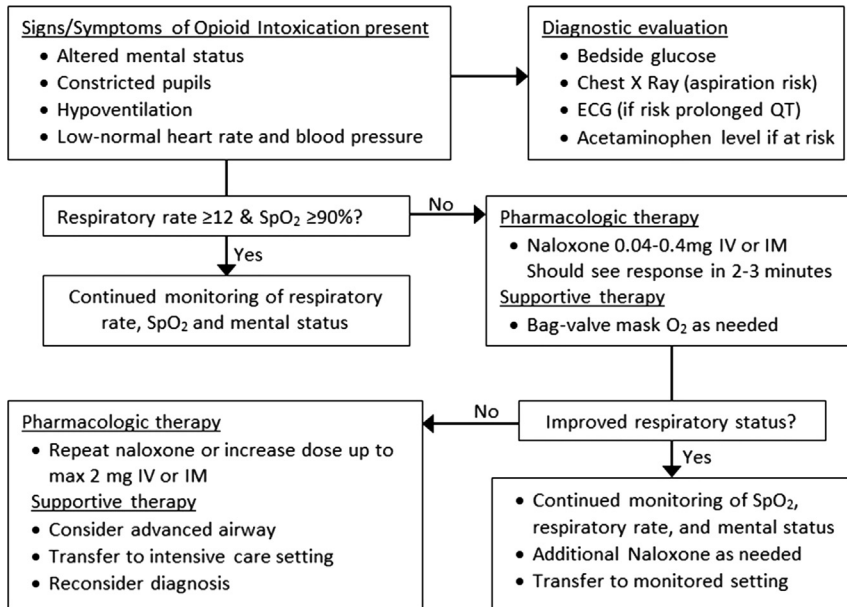 Signs/Symptoms of Opioid Intoxication present
• Altered mental status
• Constricted pupils
• Hypoventilation
• Low-normal heart rate and blood pressure
Diagnostic evaluation
• Bedside glucose
• Chest X Ray (aspiration risk)
• ECG (if risk prolonged QT)
• Acetaminophen level if at risk
Respiratory rate ≥12 & SpO₂ ≥90%?
No
Yes
Continued monitoring of respiratory
rate, SpO₂ and mental status
Pharmacologic therapy
• Naloxone 0.04-0.4mg IV or IM
Should see response in 2-3 minutes
Supportive therapy
• Bag-valve mask O₂ as needed
Improved respiratory status?
No
Yes
Pharmacologic therapy
• Repeat naloxone or increase dose up to
max 2 mg IV or IM
Supportive therapy
• Consider advanced airway
• Transfer to intensive care setting
• Reconsider diagnosis
• Continued monitoring of SpO₂,
respiratory rate, and mental status
• Additional Naloxone as needed
• Transfer to monitored setting